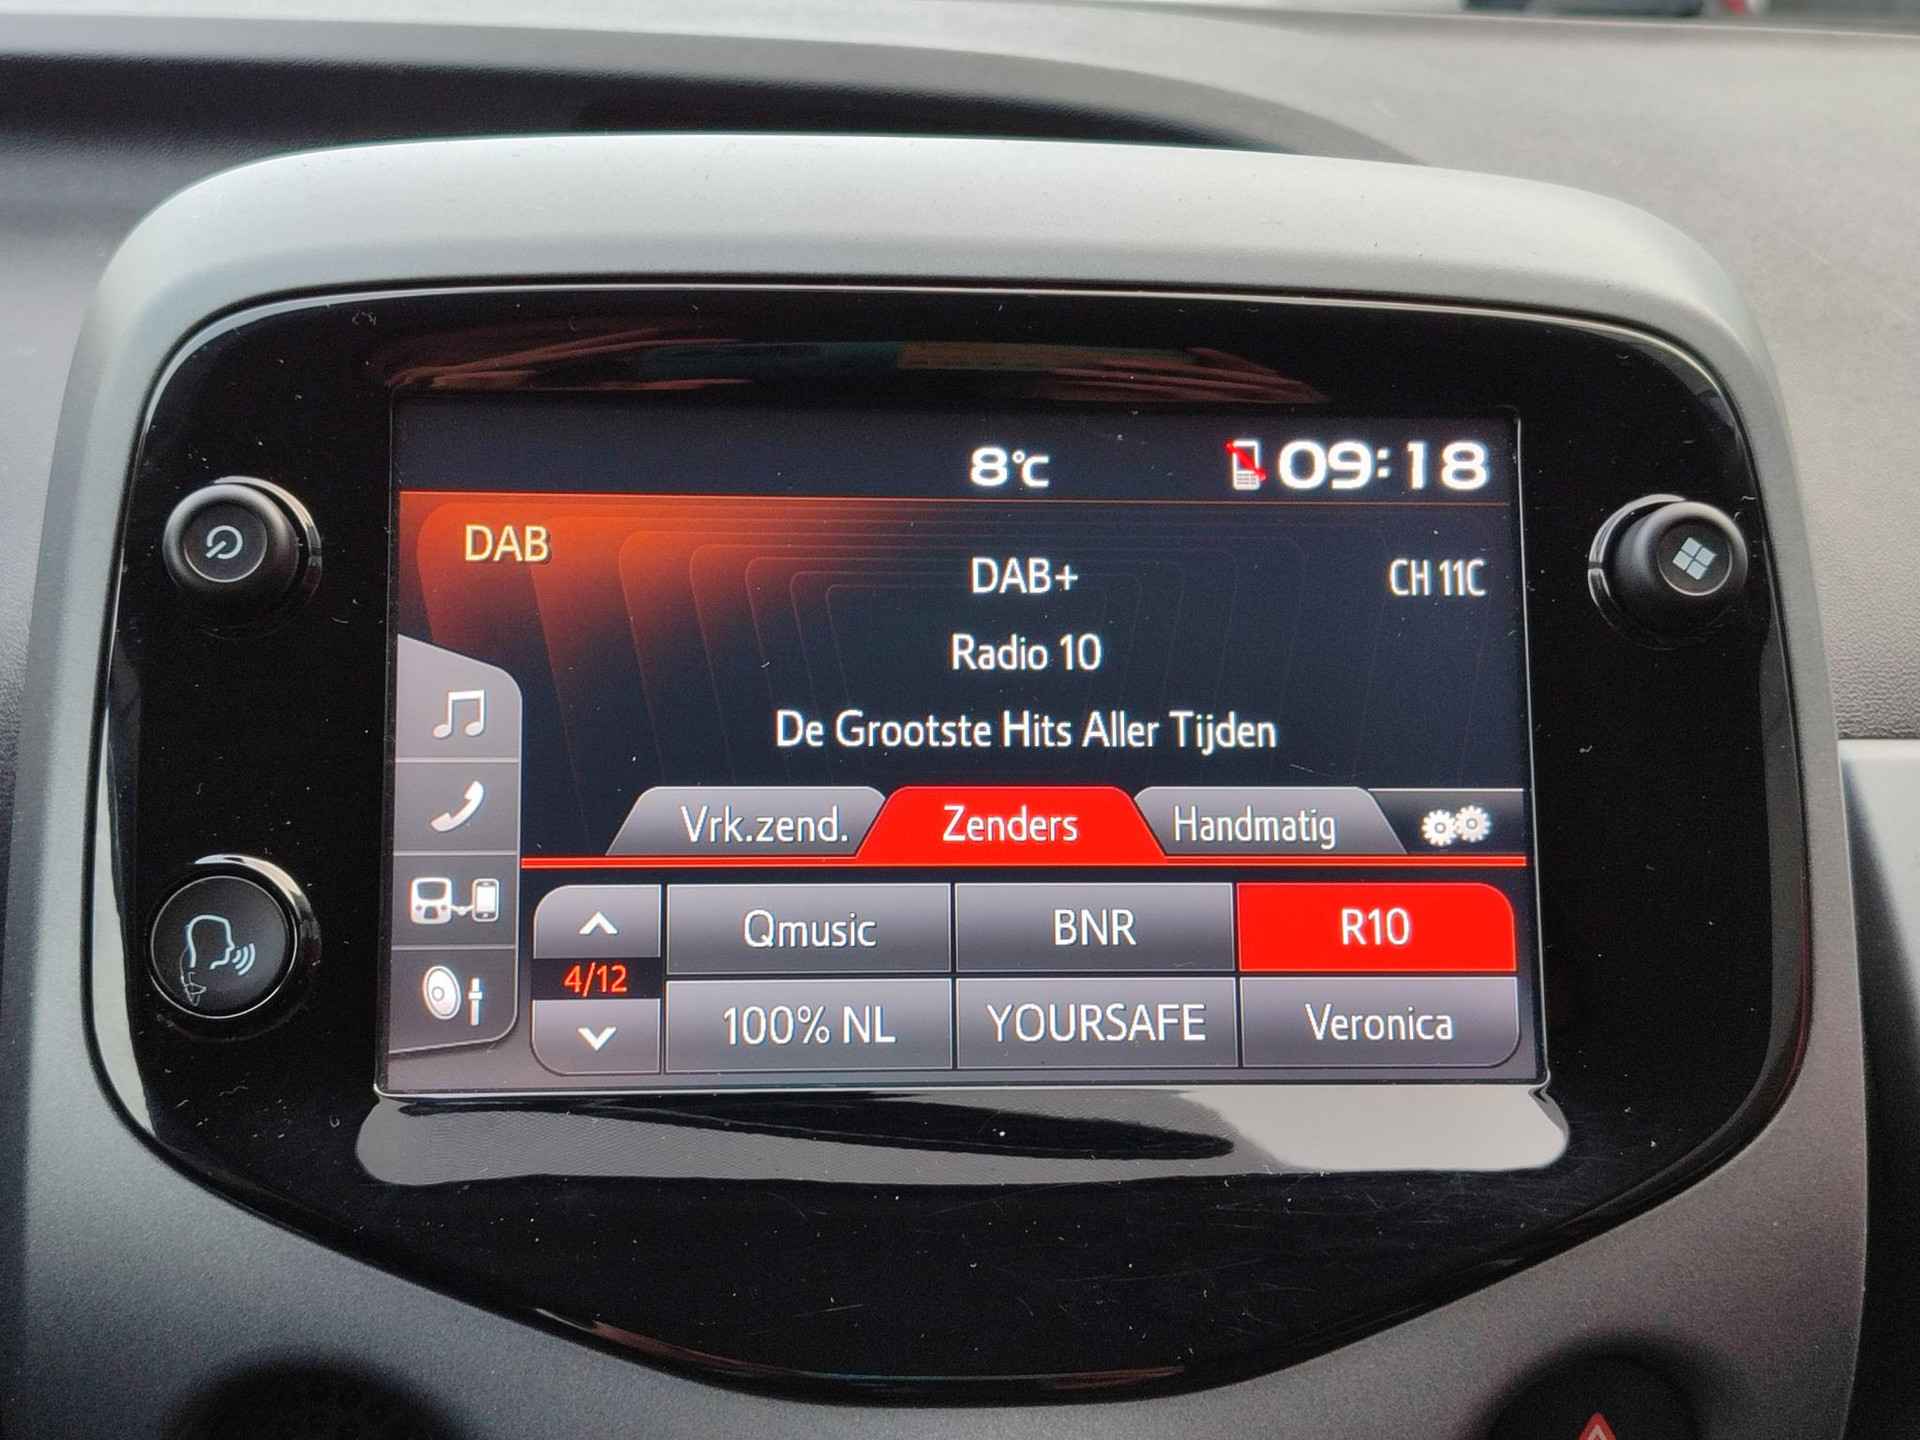 8°C 09:18
DAB
DAB+ CH 11C
Radio 10
De Grootste Hits Aller Tijden
Vrk.zend. Zenders Handmatig
Qmusic BNR R10
4/12
100% NL YOURSAFE Veronica